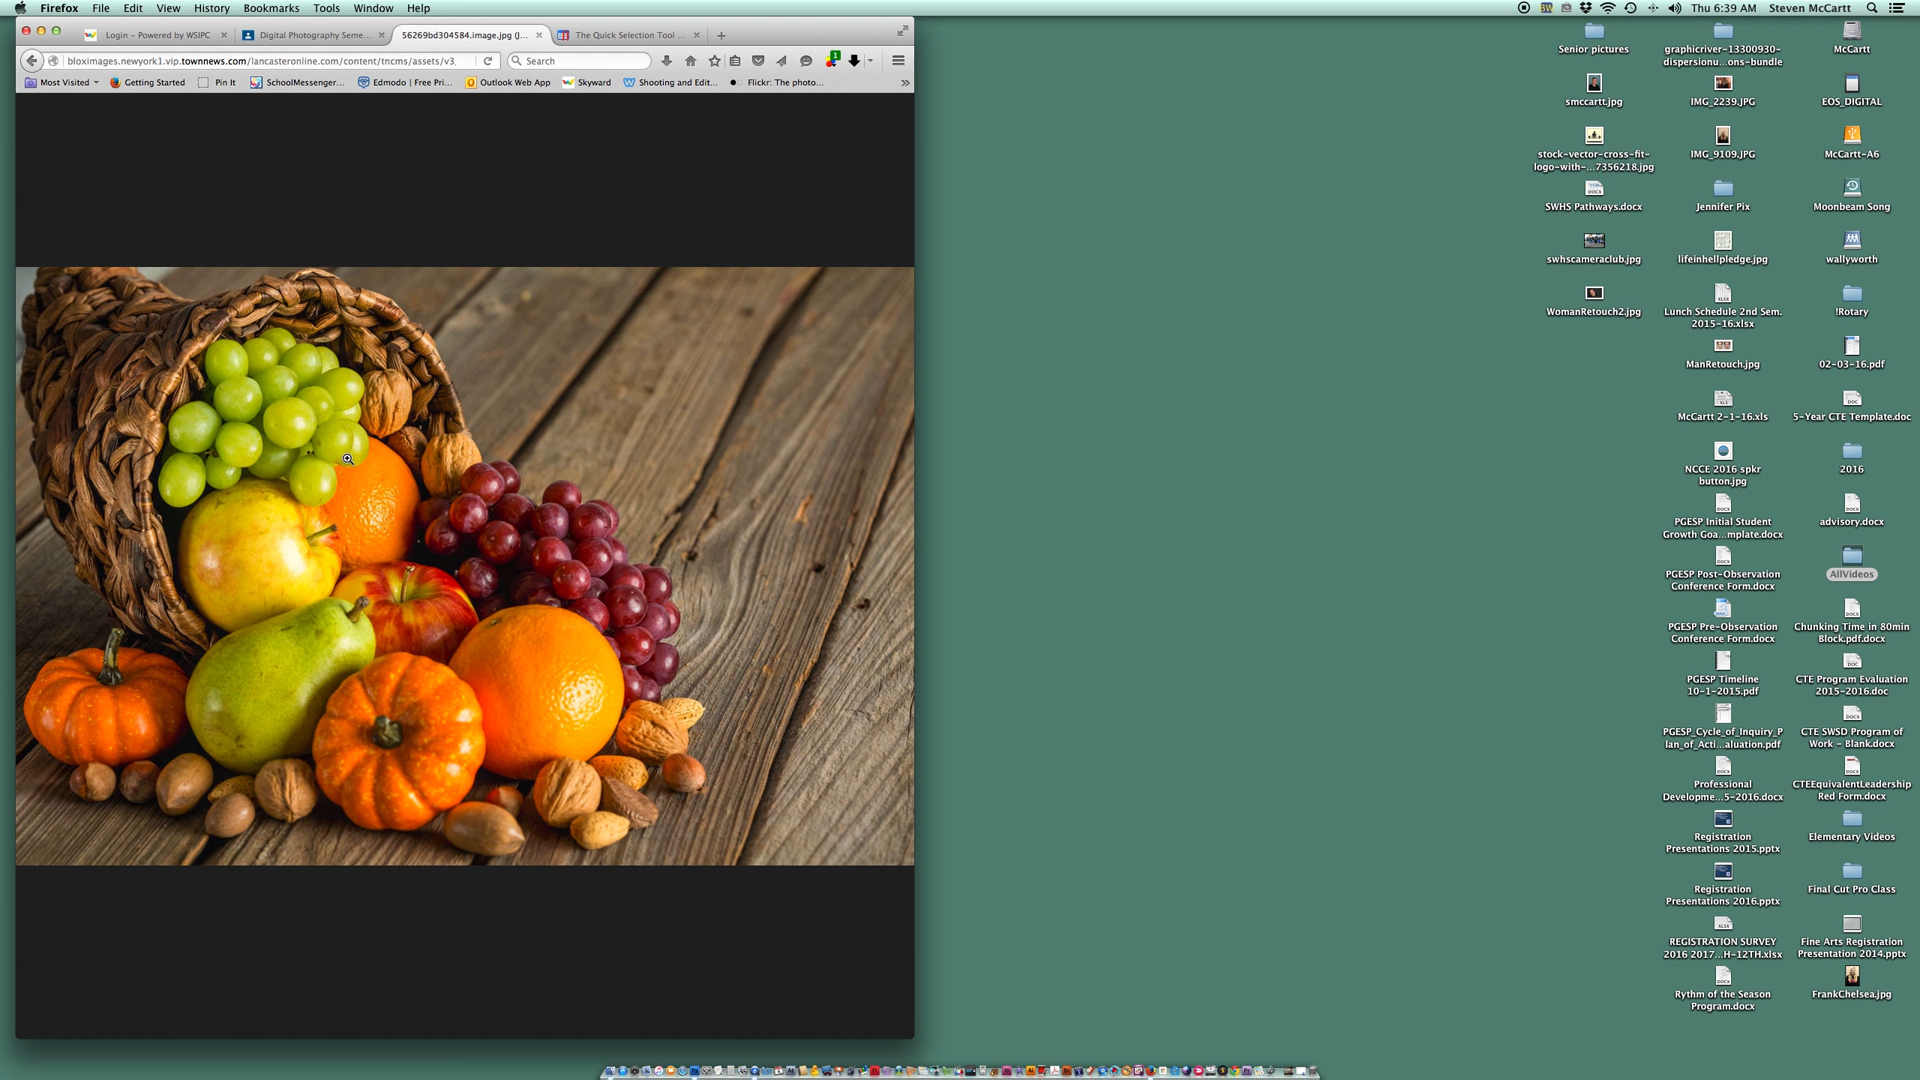 Firefox File Edit View History Bookmarks Tools Window Help
Thu 6:39 AM Steven McCartt
Login – Powered by WSIPC
Digital Photography Seme...
56269bd304584.image.jpg (J...
The Quick Selection Tool ...
bloximages.newyork1.vip.townnews.com/lancasteronline.com/content/tncms/assets/v3
Search
Most Visited
Getting Started
Pin It
SchoolMessenger...
Edmodo | Free Pri...
Outlook Web App
Skyward
Shooting and Edit...
Flickr: The photo...
Senior pictures
smccartt.jpg
stock-vector-cross-fit-
logo-with-...7356218.jpg
SWHS Pathways.docx
swhscameraclub.jpg
WomanRetouch2.jpg
graphicriver-13300930-
dispersionu...ons-bundle
IMG_2239.JPG
IMG_9109.JPG
Jennifer Pix
lifeinhellpledge.jpg
Lunch Schedule 2nd Sem.
2015-16.xlsx
ManRetouch.jpg
McCartt 2-1-16.xls
NCCE 2016 spkr
button.jpg
PGESP Initial Student
Growth Goa...mplate.docx
PGESP Post-Observation
Conference Form.docx
PGESP Pre-Observation
Conference Form.docx
PGESP Timeline
10-1-2015.pdf
PGESP_Cycle_of_Inquiry_P
lan_of_Acti...aluation.pdf
Professional
Developme...5-2016.docx
Registration
Presentations 2015.pptx
Registration
Presentations 2016.pptx
REGISTRATION SURVEY
2016 2017...H-12TH.xlsx
Rythm of the Season
Program.docx
McCartt
EOS_DIGITAL
McCartt-A6
Moonbeam Song
wallyworth
!Rotary
02-03-16.pdf
5-Year CTE Template.doc
2016
advisory.docx
AllVideos
Chunking Time in 80min
Block.pdf.docx
CTE Program Evaluation
2015-2016.doc
CTE SWSD Program of
Work - Blank.docx
CTEEquivalentLeadership
Red Form.docx
Elementary Videos
Final Cut Pro Class
Fine Arts Registration
Presentation 2014.pptx
FrankChelsea.jpg